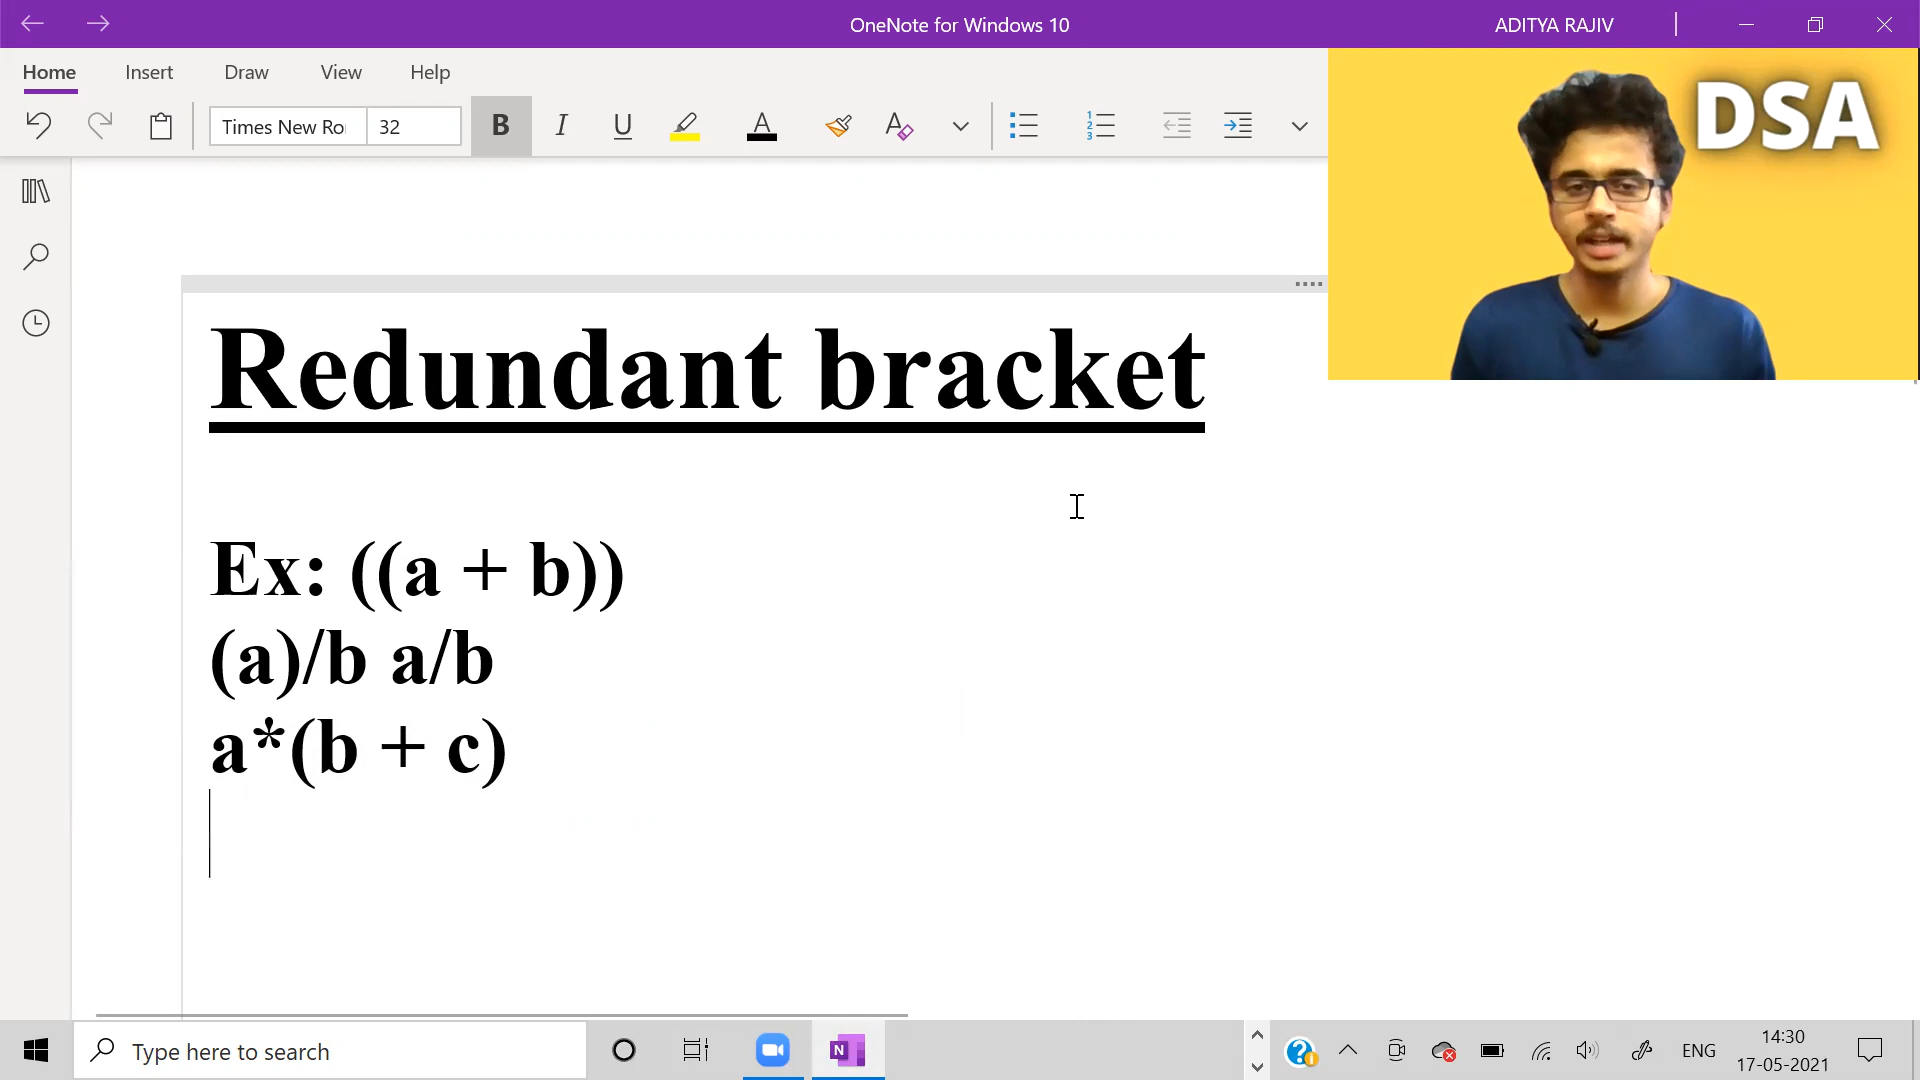 OneNote for Windows 10
ADITYA RAJIV
Home Insert Draw View Help
Times New Ro 32 B I U A A
DSA
Redundant bracket
Ex: ((a + b))
(a)/b a/b
a*(b + c)
Type here to search
N
ENG
14:30
17-05-2021